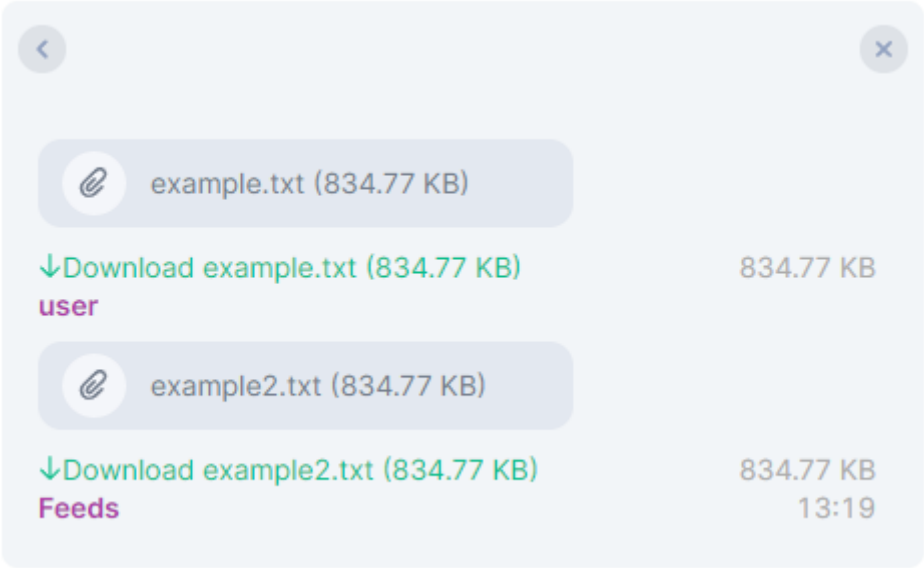 example.txt (834.77 KB)
↓Download example.txt (834.77 KB) 834.77 KB
user
example2.txt (834.77 KB)
↓Download example2.txt (834.77 KB) 834.77 KB
Feeds 13:19